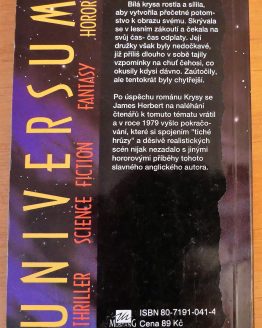 UNIVERSUM
THRILLER SCIENCE FICTION FANTASY HOROR
Bílá krysa rostla a sílila,
aby vytvořila přečetné potom-
stvo k obrazu svému. Skrývala
se v lesním zákoutí a čekala na
svůj čas- čas odplaty. Její
družky však byly nedočkavé,
již příliš dlouho v sobě tajily
vzpomínky na chuť čehosi, co
okusily kdysi dávno. Zaútočily,
ale tentokrát byly chytřejší.
Po úspěchu románu Krysy se
James Herbert na naléhání
čtenářů k tomuto tématu vrátil
a v roce 1979 vyšlo pokračo-
vání, které si spojením "tiché
hrůzy" a děsivě realistických
scén nijak nezadalo s jinými
hororovými příběhy tohoto
slavného anglického autora.
MUSTANG
ISBN 80-7191-041-4
Cena 89 Kč